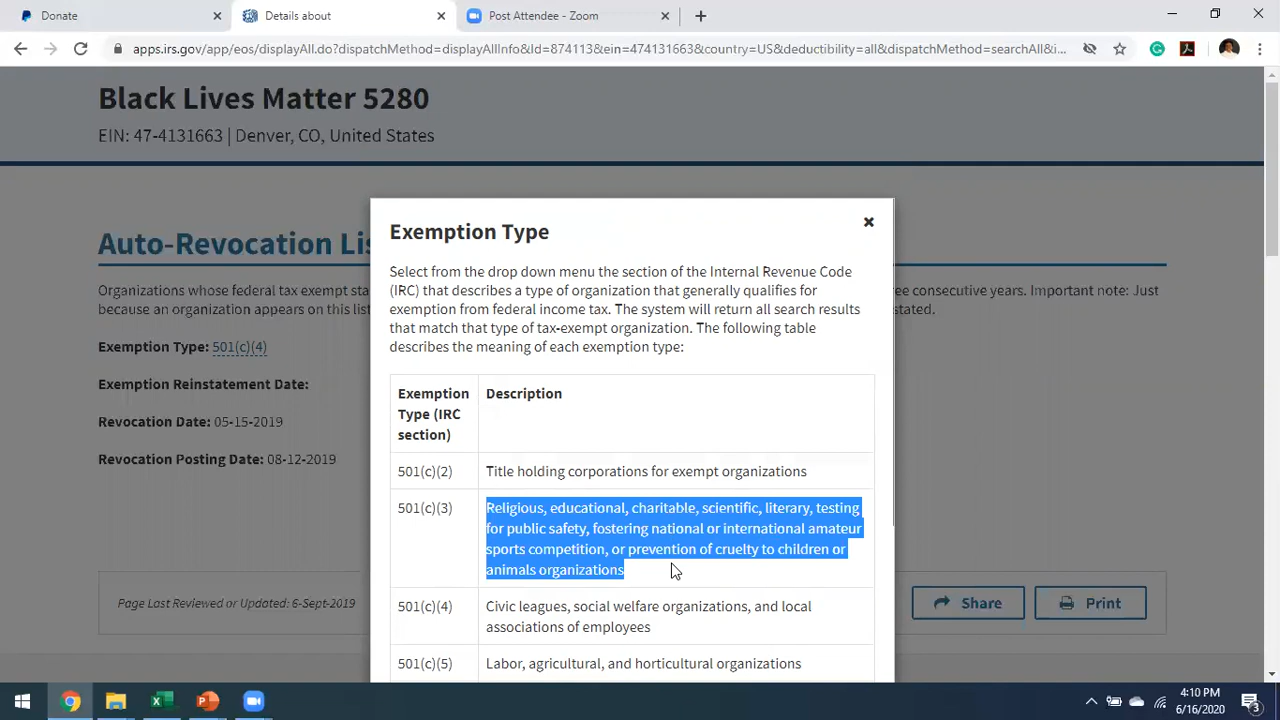 Donate
Details about
Post Attendee - Zoom
apps.irs.gov/app/eos/displayAll.do?dispatchMethod=displayAllInfo&Id=874113&ein=474131663&country=US&deductibility=all&dispatchMethod=searchAll&i...
Black Lives Matter 5280
EIN: 47-4131663 | Denver, CO, United States
Auto-Revocation Lis
Organizations whose federal tax exempt sta
ree consecutive years. Important note: Just
because an organization appears on this list
stated.
Exemption Type: 501(c)(4)
Exemption Reinstatement Date:
Revocation Date: 05-15-2019
Revocation Posting Date: 08-12-2019
Page Last Reviewed or Updated: 6-Sept-2019
Share
Print
Exemption Type
Select from the drop down menu the section of the Internal Revenue Code
(IRC) that describes a type of organization that generally qualifies for
exemption from federal income tax. The system will return all search results
that match that type of tax-exempt organization. The following table
describes the meaning of each exemption type:
Exemption
Type (IRC
section)
Description
501(c)(2)
Title holding corporations for exempt organizations
501(c)(3)
Religious, educational, charitable, scientific, literary, testing
for public safety, fostering national or international amateur
sports competition, or prevention of cruelty to children or
animals organizations
501(c)(4)
Civic leagues, social welfare organizations, and local
associations of employees
501(c)(5)
Labor, agricultural, and horticultural organizations
4:10 PM
6/16/2020
3